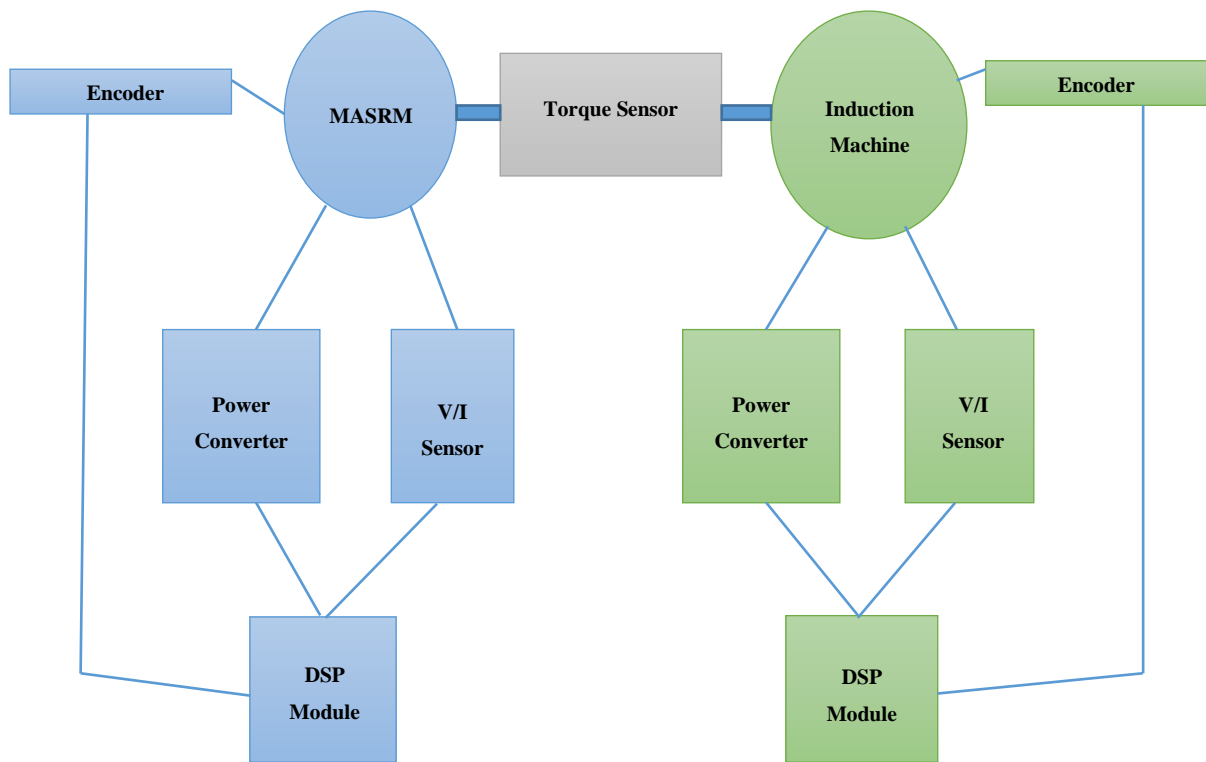 Encoder
MASRM
Torque Sensor
Induction
Machine
Encoder
Power
Converter
V/I
Sensor
Power
Converter
V/I
Sensor
DSP
Module
DSP
Module